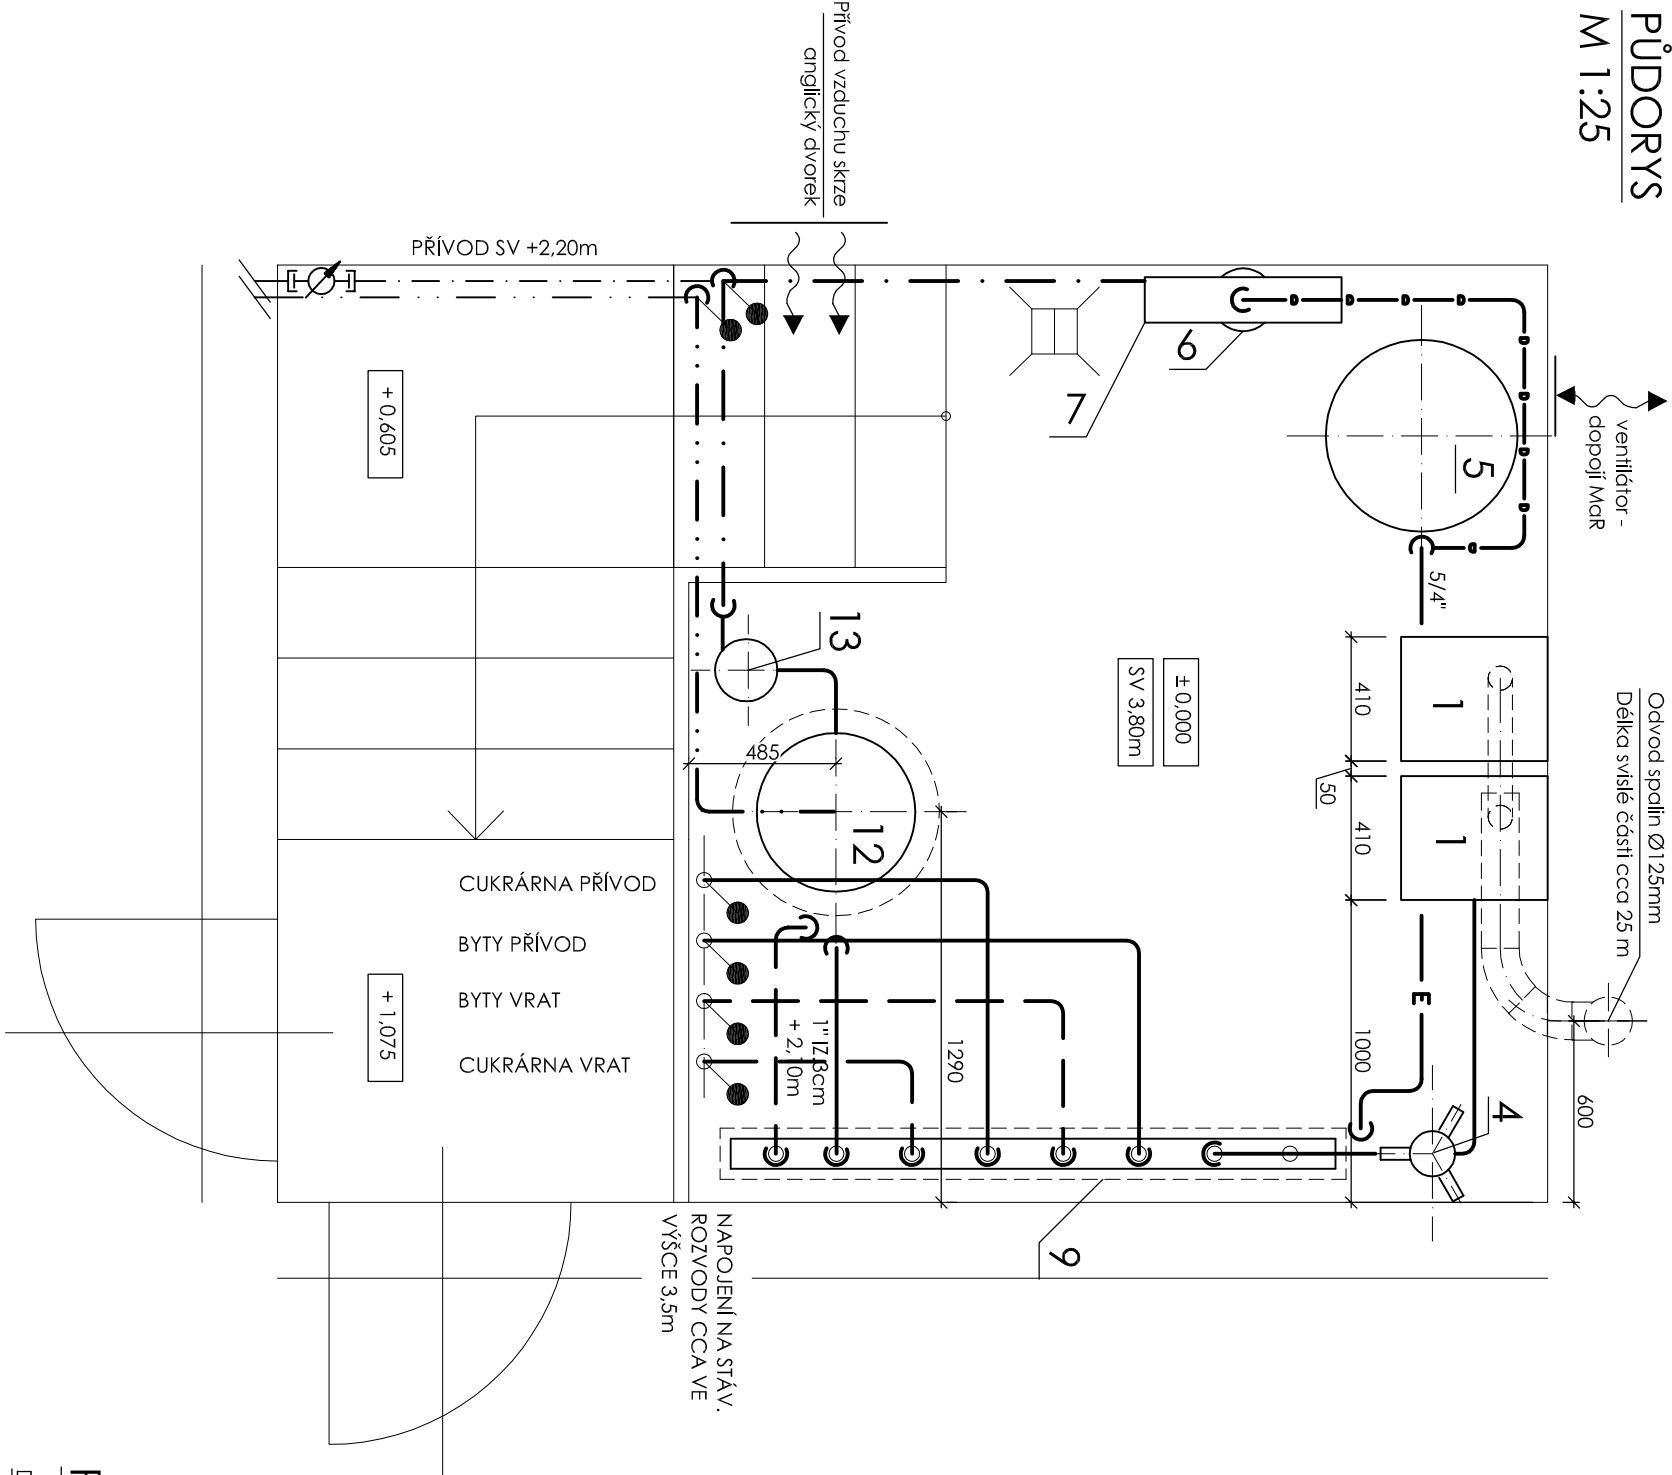 PŮDORYS
M 1:25
Přívod vzduchu skrze
anglický dvorek
PŘÍVOD SV +2,20m
ventilátor -
dopojí MaR
Odvod spalin Ø125mm
Délka svislé části cca 25 m
5
5/4"
6
7
1
1
410
50
410
1000
600
4
E
D
D
D
D
D
D
D
D
D
± 0,000
SV 3,80m
+ 0,605
13
485
12
CUKRÁRNA PŘÍVOD
BYTY PŘÍVOD
BYTY VRAT
CUKRÁRNA VRAT
+ 1,075
1" IZ.3cm
+ 2,10m
1290
9
NAPOJENÍ NA STÁV.
ROZVODY CCA VE
VÝŠCE 3,5m